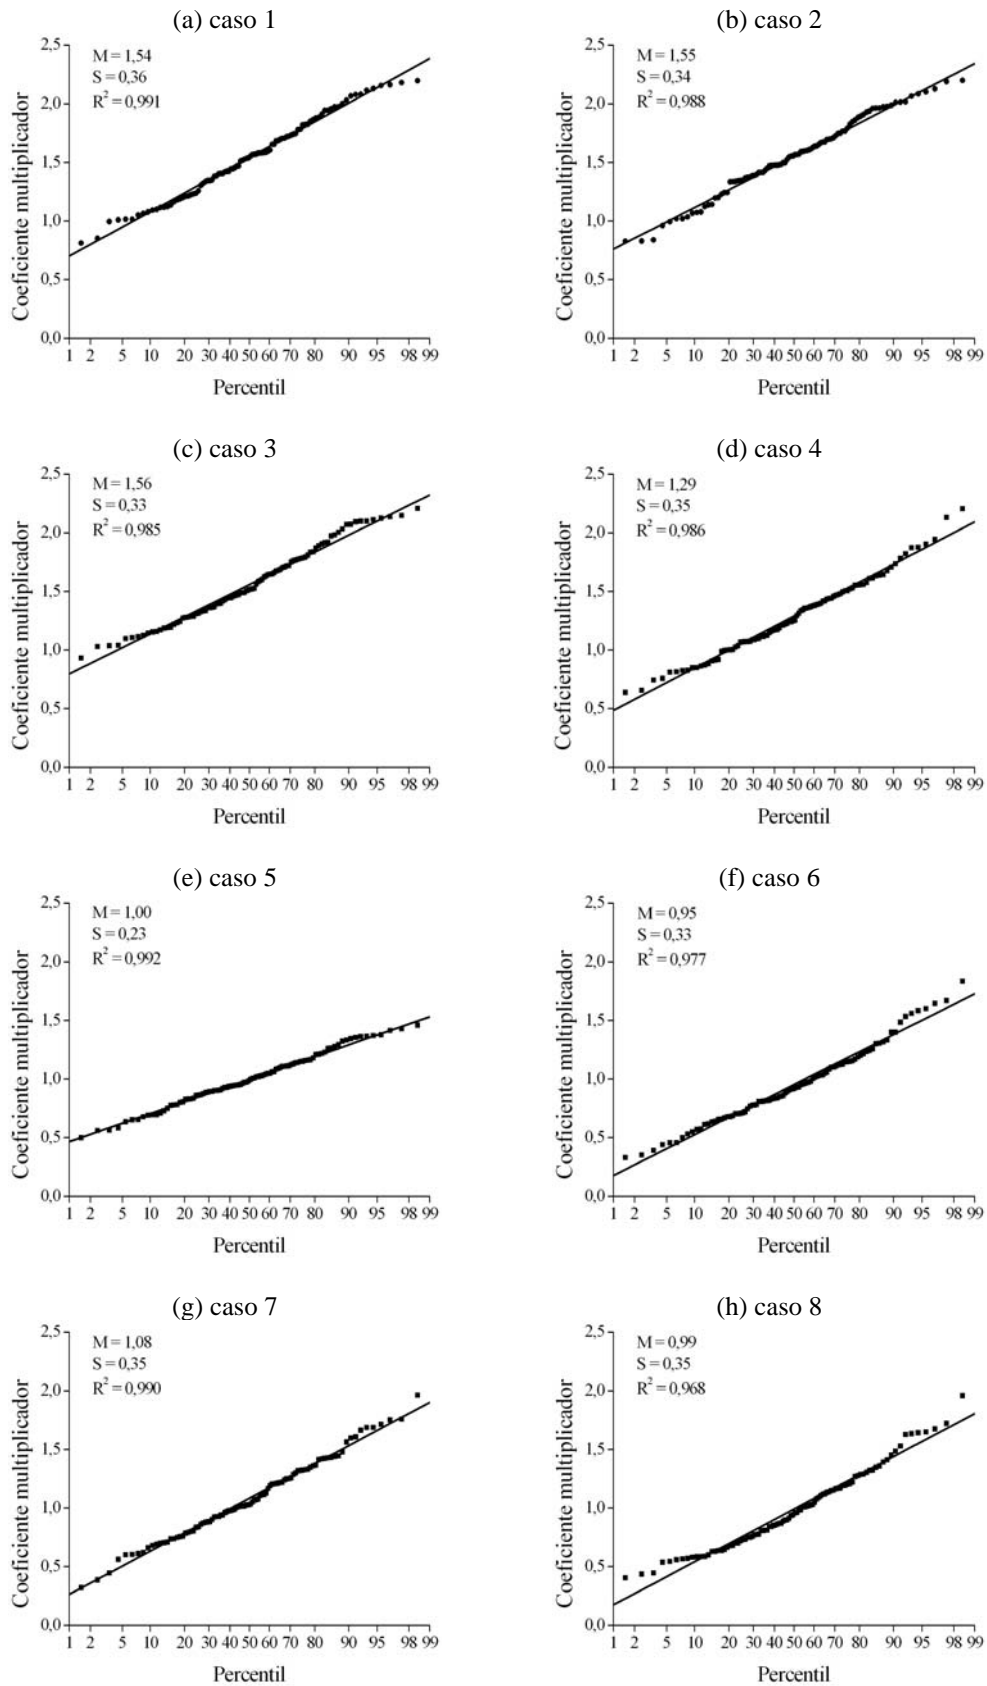 (a) caso 1
M = 1,54
S = 0,36
R² = 0,991
Coeficiente multiplicador
2,5
2,0
1,5
1,0
0,5
0,0
1 2 5 10 20 30 40 50 60 70 80 90 95 98 99
Percentil
(b) caso 2
M = 1,55
S = 0,34
R² = 0,988
Coeficiente multiplicador
2,5
2,0
1,5
1,0
0,5
0,0
1 2 5 10 20 30 40 50 60 70 80 90 95 98 99
Percentil
(c) caso 3
M = 1,56
S = 0,33
R² = 0,985
Coeficiente multiplicador
2,5
2,0
1,5
1,0
0,5
0,0
1 2 5 10 20 30 40 50 60 70 80 90 95 98 99
Percentil
(d) caso 4
M = 1,29
S = 0,35
R² = 0,986
Coeficiente multiplicador
2,5
2,0
1,5
1,0
0,5
0,0
1 2 5 10 20 30 40 50 60 70 80 90 95 98 99
Percentil
(e) caso 5
M = 1,00
S = 0,23
R² = 0,992
Coeficiente multiplicador
2,5
2,0
1,5
1,0
0,5
0,0
1 2 5 10 20 30 40 50 60 70 80 90 95 98 99
Percentil
(f) caso 6
M = 0,95
S = 0,33
R² = 0,977
Coeficiente multiplicador
2,5
2,0
1,5
1,0
0,5
0,0
1 2 5 10 20 30 40 50 60 70 80 90 95 98 99
Percentil
(g) caso 7
M = 1,08
S = 0,35
R² = 0,990
Coeficiente multiplicador
2,5
2,0
1,5
1,0
0,5
0,0
1 2 5 10 20 30 40 50 60 70 80 90 95 98 99
Percentil
(h) caso 8
M = 0,99
S = 0,35
R² = 0,968
Coeficiente multiplicador
2,5
2,0
1,5
1,0
0,5
0,0
1 2 5 10 20 30 40 50 60 70 80 90 95 98 99
Percentil